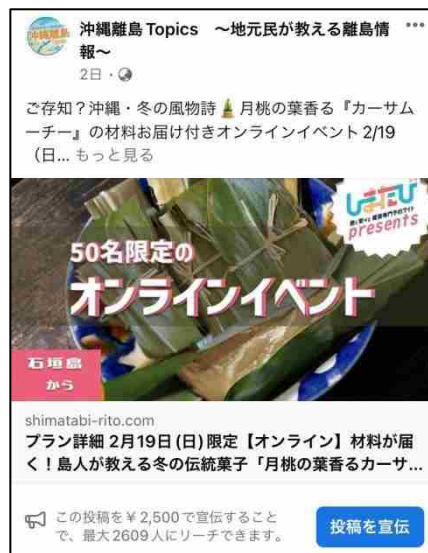 沖縄離島
沖縄離島 Topics ~地元民が教える離島情
報~
2日・
ご存知？沖縄・冬の風物詩🎍月桃の葉香る『カーサム
ーチー』の材料お届け付きオンラインイベント 2/19
（日... もっと見る
しまたび
presents
50名限定の
オンラインイベント
石垣島
から
shimatabi-rito.com
プラン詳細 2月19日(日)限定【オンライン】材料が届
く！島人が教える冬の伝統菓子「月桃の葉香るカーサ...
この投稿を￥2,500で宣伝すること
で、最大2609人にリーチできます。
投稿を宣伝